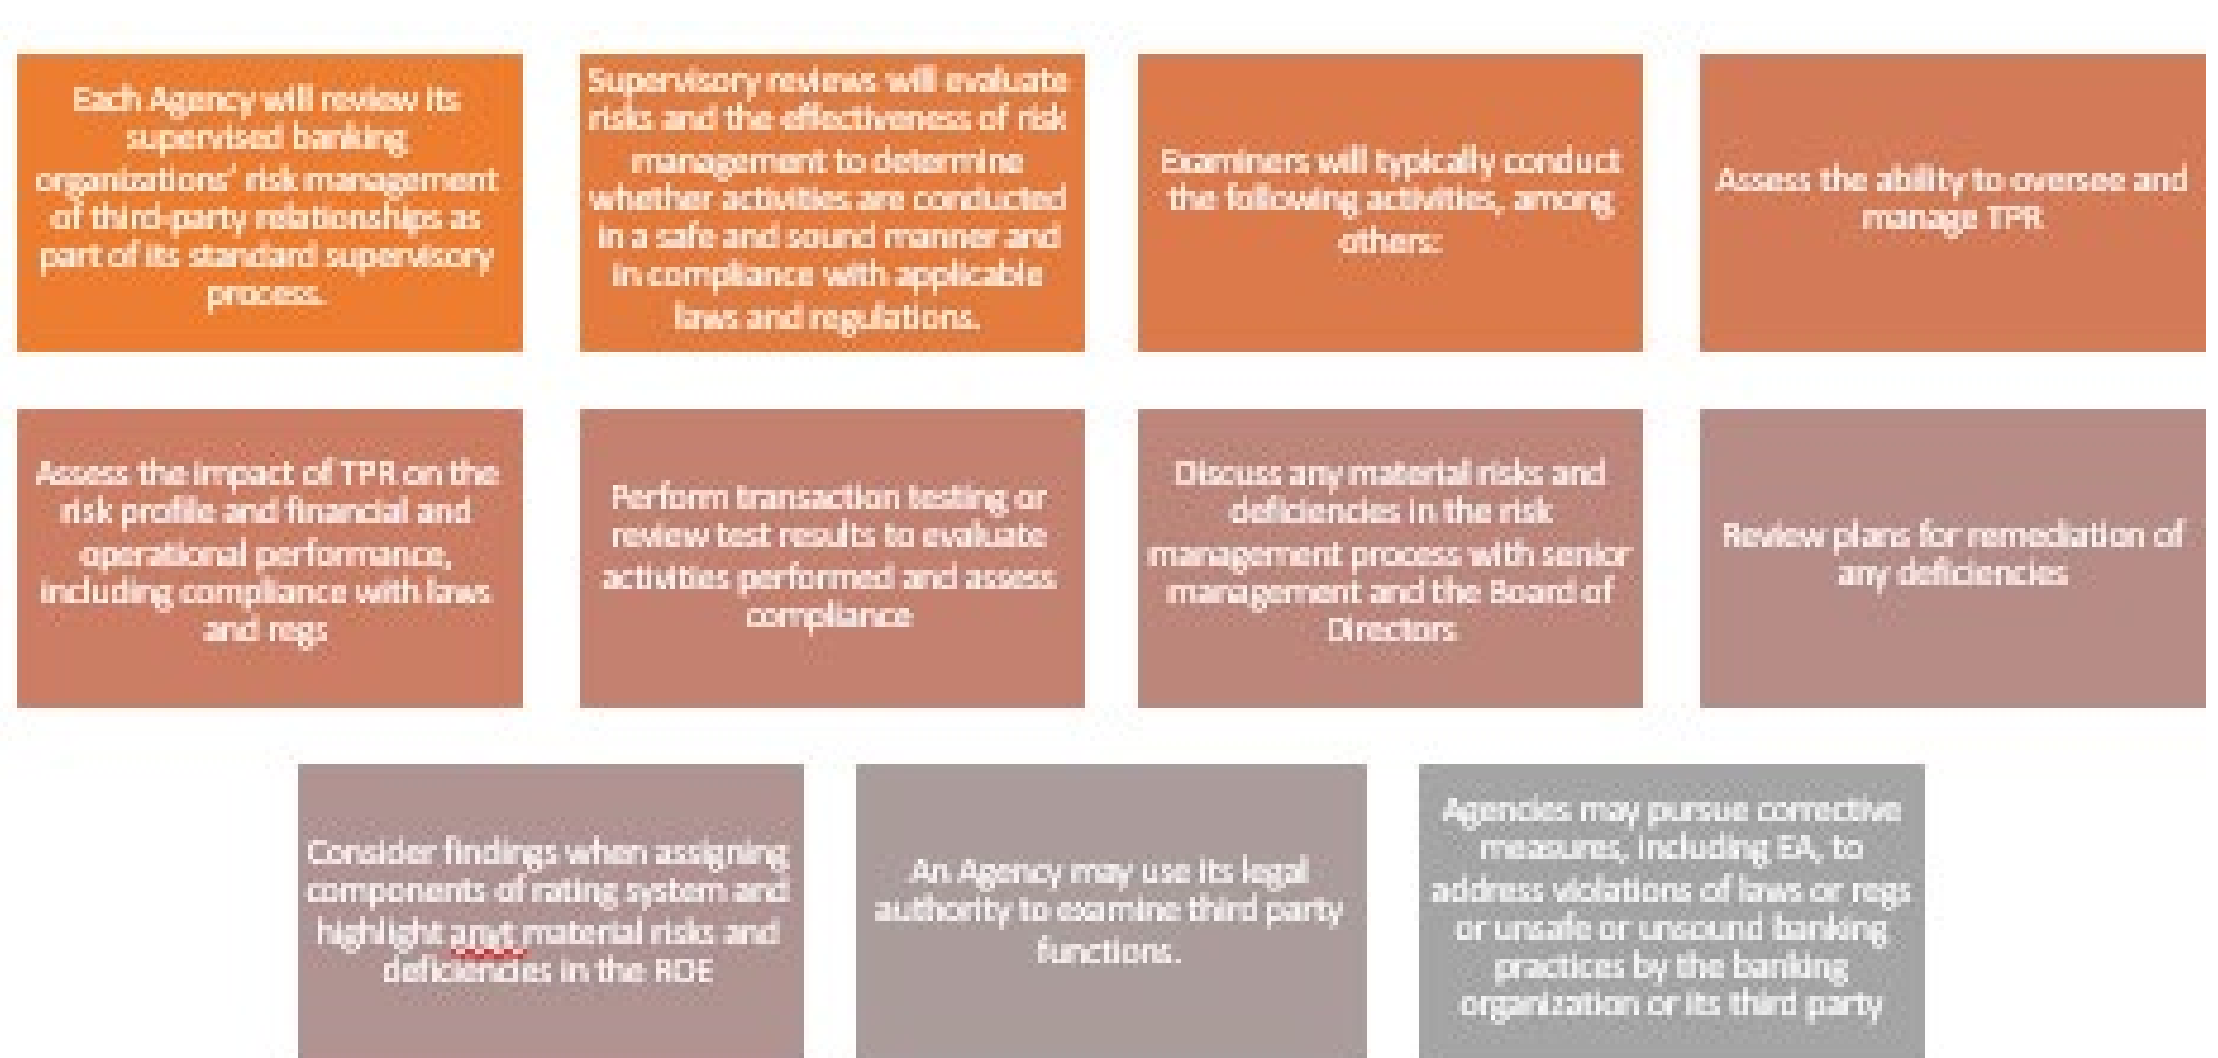 Each Agency will review its
supervised banking
organizations' risk management
of third-party relationships as
part of its standard supervisory
process.
Supervisory reviews will evaluate
risks and the effectiveness of risk
management to determine
whether activities are conducted
in a safe and sound manner and
in compliance with applicable
laws and regulations.
Examiners will typically conduct
the following activities, among
others:
Assess the ability to oversee and
manage TPR
Assess the impact of TPR on the
risk profile and financial and
operational performance,
including compliance with laws
and regs
Perform transaction testing or
review test results to evaluate
activities performed and assess
compliance
Discuss any material risks and
deficiencies in the risk
management process with senior
management and the Board of
Directors
Review plans for remediation of
any deficiencies
Consider findings when assigning
components of rating system and
highlight anyt material risks and
deficiencies in the ROE
An Agency may use its legal
authority to examine third party
functions.
Agencies may pursue corrective
measures, including EA, to
address violations of laws or regs
or unsafe or unsound banking
practices by the banking
organization or its third party